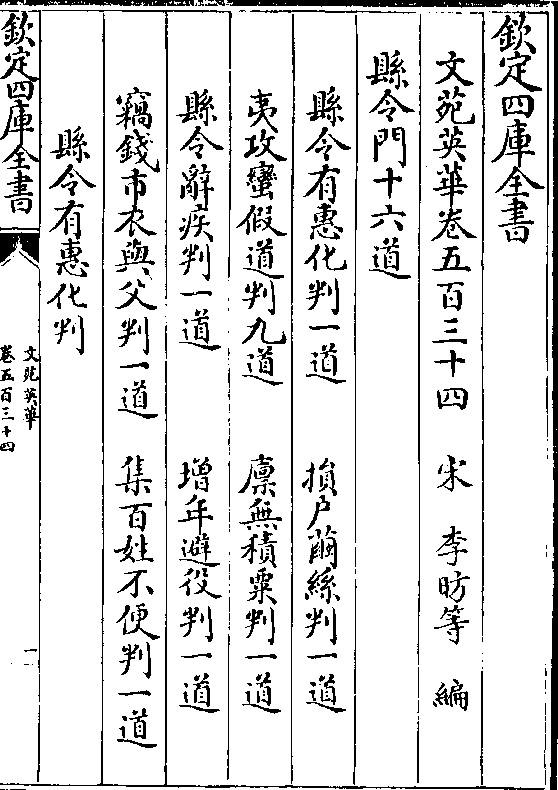 欽定四庫全書
文苑英華卷五百三十四　宋　李昉等　編
縣令門十六道
縣令有惠化判一道　損戶繭絲判一道
夷攻蠻假道判九道　廩無積粟判一道
縣令辭疾判一道　增年避役判一道
竊錢市衣與父判一道　集百姓不便判一道
縣令有惠化判
欽定四庫全書
文苑英華
卷五百三十四
一